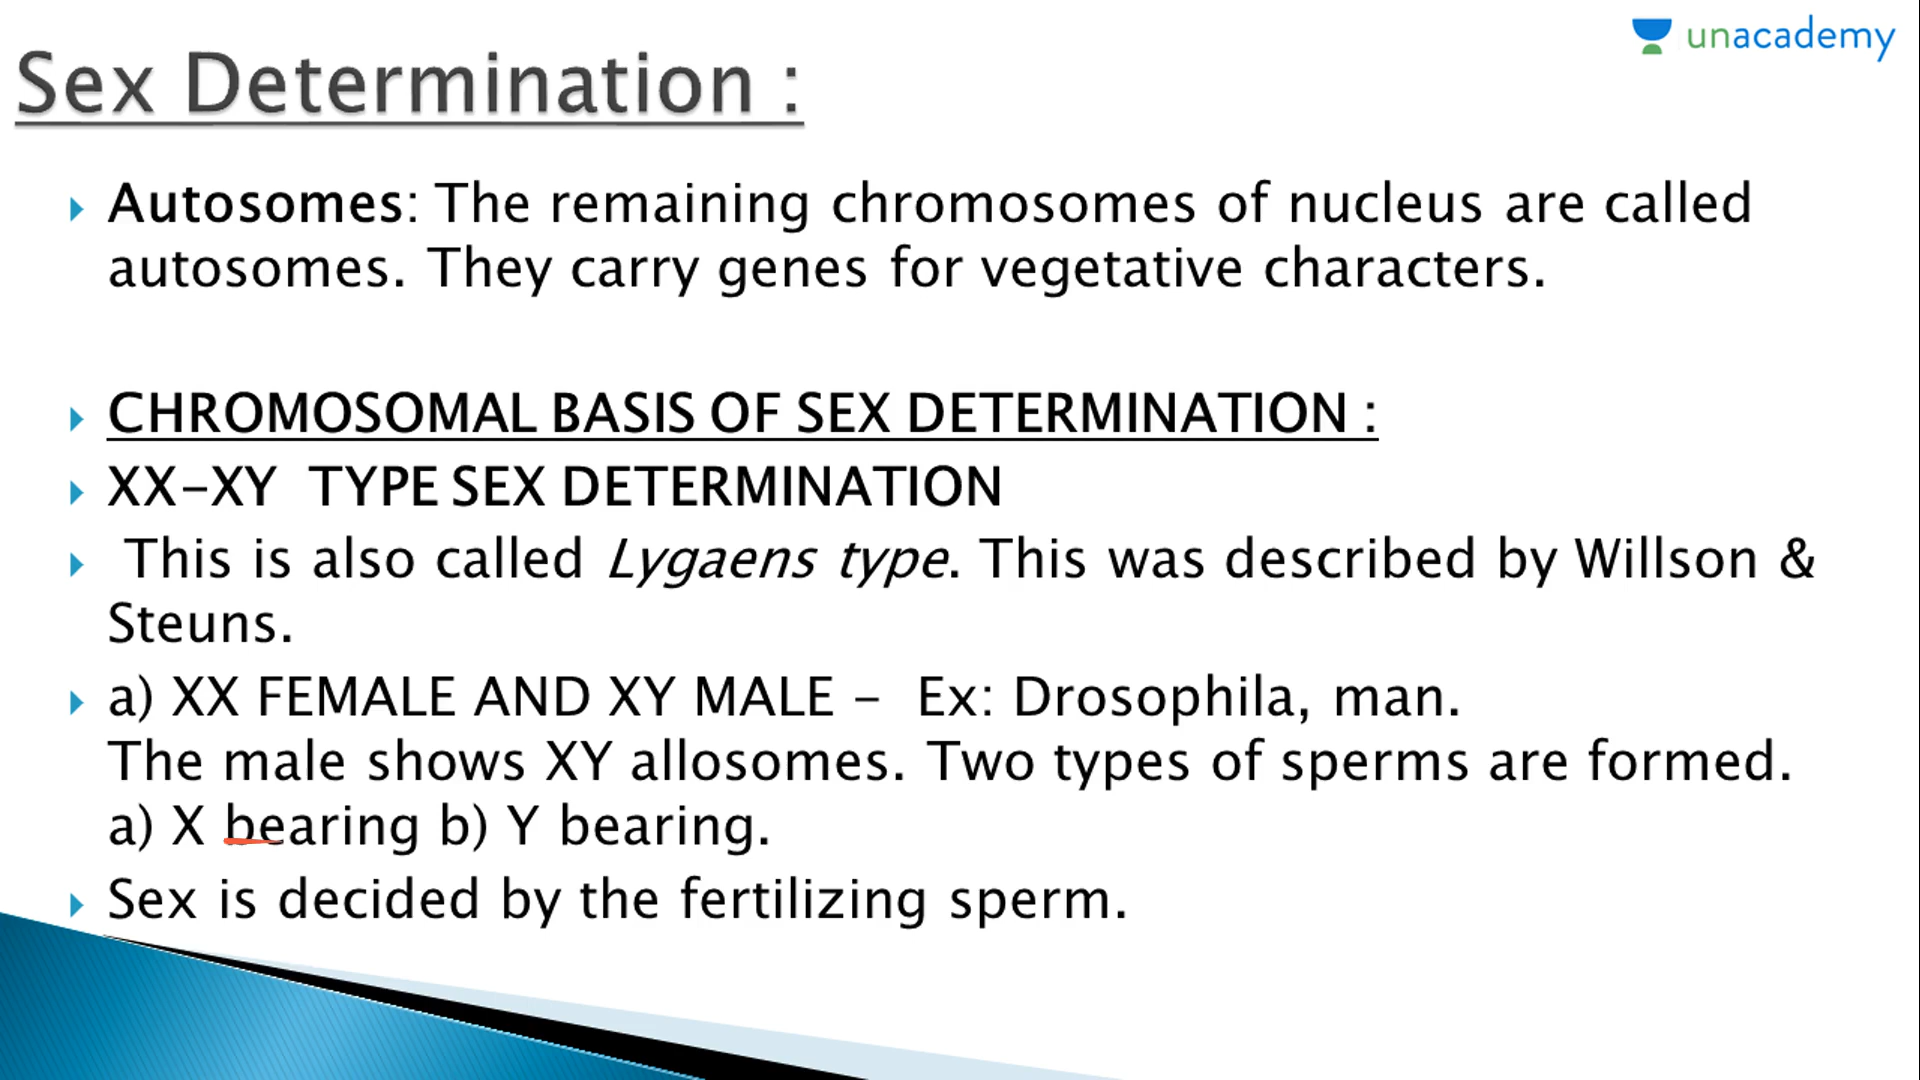 unacademy
Sex Determination :
Autosomes: The remaining chromosomes of nucleus are called
autosomes. They carry genes for vegetative characters.
CHROMOSOMAL BASIS OF SEX DETERMINATION :
XX-XY TYPE SEX DETERMINATION
This is also called Lygaens type. This was described by Willson &
Steuns.
a) XX FEMALE AND XY MALE - Ex: Drosophila, man.
The male shows XY allosomes. Two types of sperms are formed.
a) X bearing b) Y bearing.
Sex is decided by the fertilizing sperm.